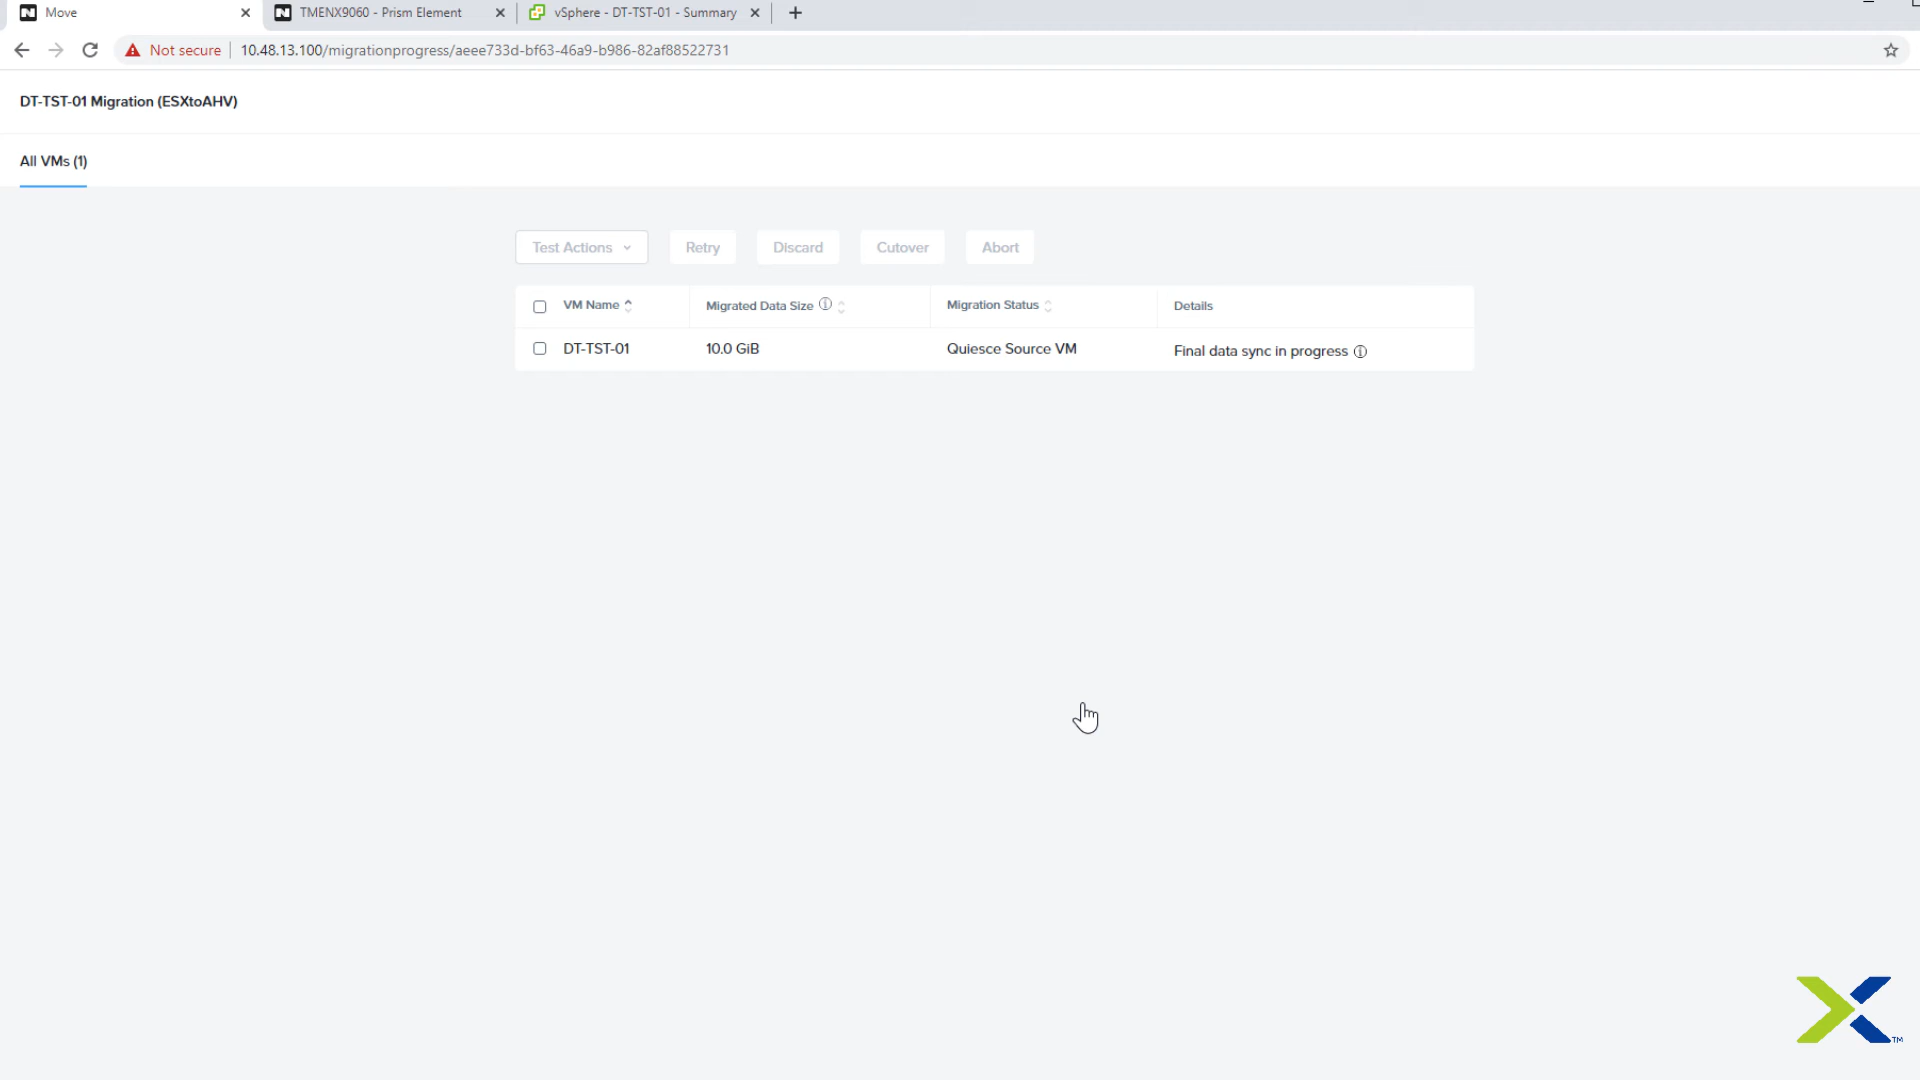 Move
TMENX9060 - Prism Element
vSphere - DT-TST-01 - Summary
Not secure
10.48.13.100/migrationprogress/aeee733d-bf63-46a9-b986-82af88522731
DT-TST-01 Migration (ESXtoAHV)
All VMs (1)
Test Actions Retry Discard Cutover Abort
VM Name Migrated Data Size Migration Status Details
DT-TST-01 10.0 GiB Quiesce Source VM Final data sync in progress
TM